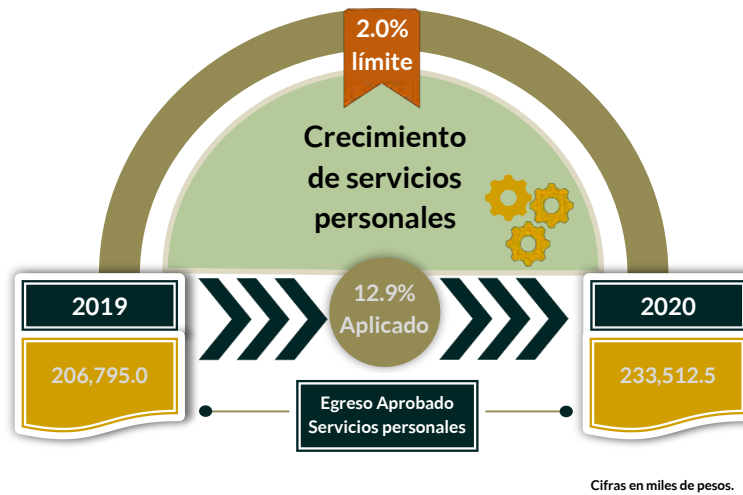 2.0%
límite
Crecimiento
de servicios
personales
2019
12.9%
Aplicado
2020
206,795.0
233,512.5
Egreso Aprobado
Servicios personales
Cifras en miles de pesos.